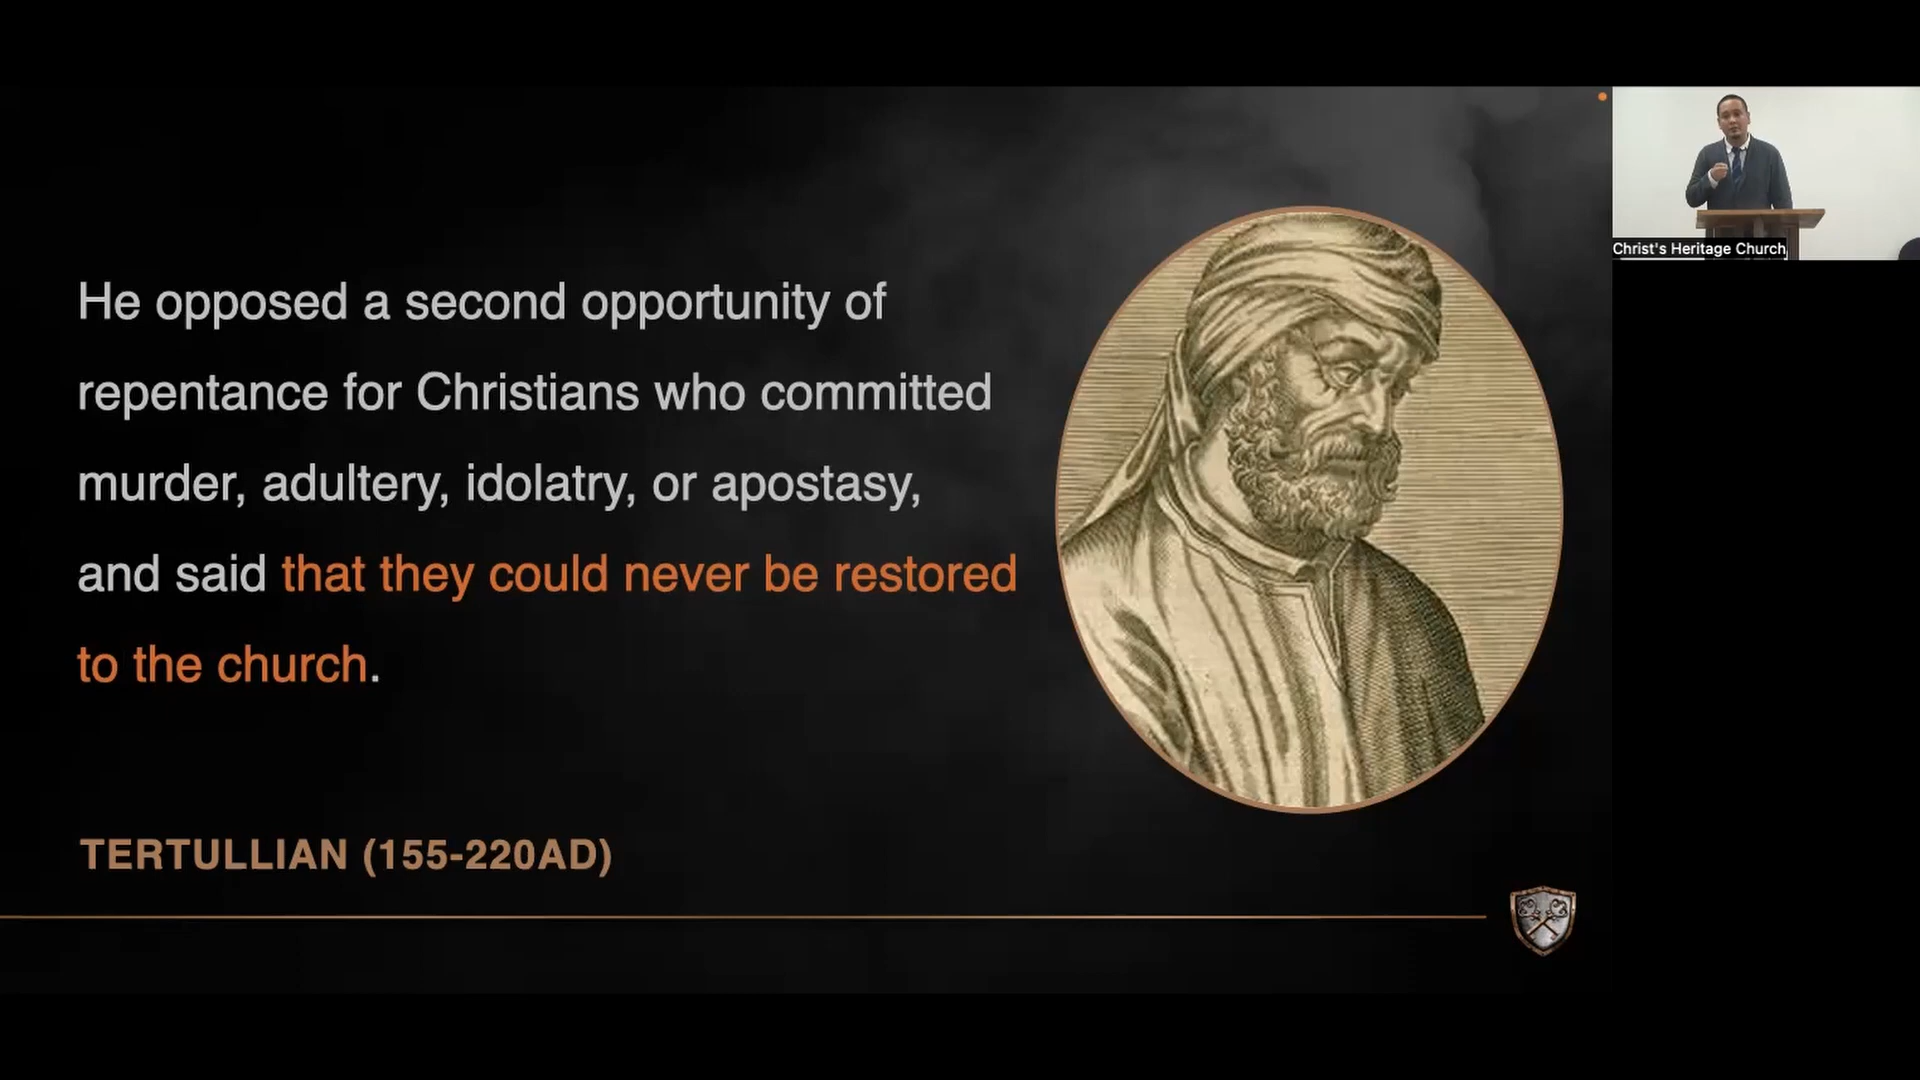 He opposed a second opportunity of
repentance for Christians who committed
murder, adultery, idolatry, or apostasy,
and said that they could never be restored
to the church.
TERTULLIAN (155-220AD)
Christ's Heritage Church